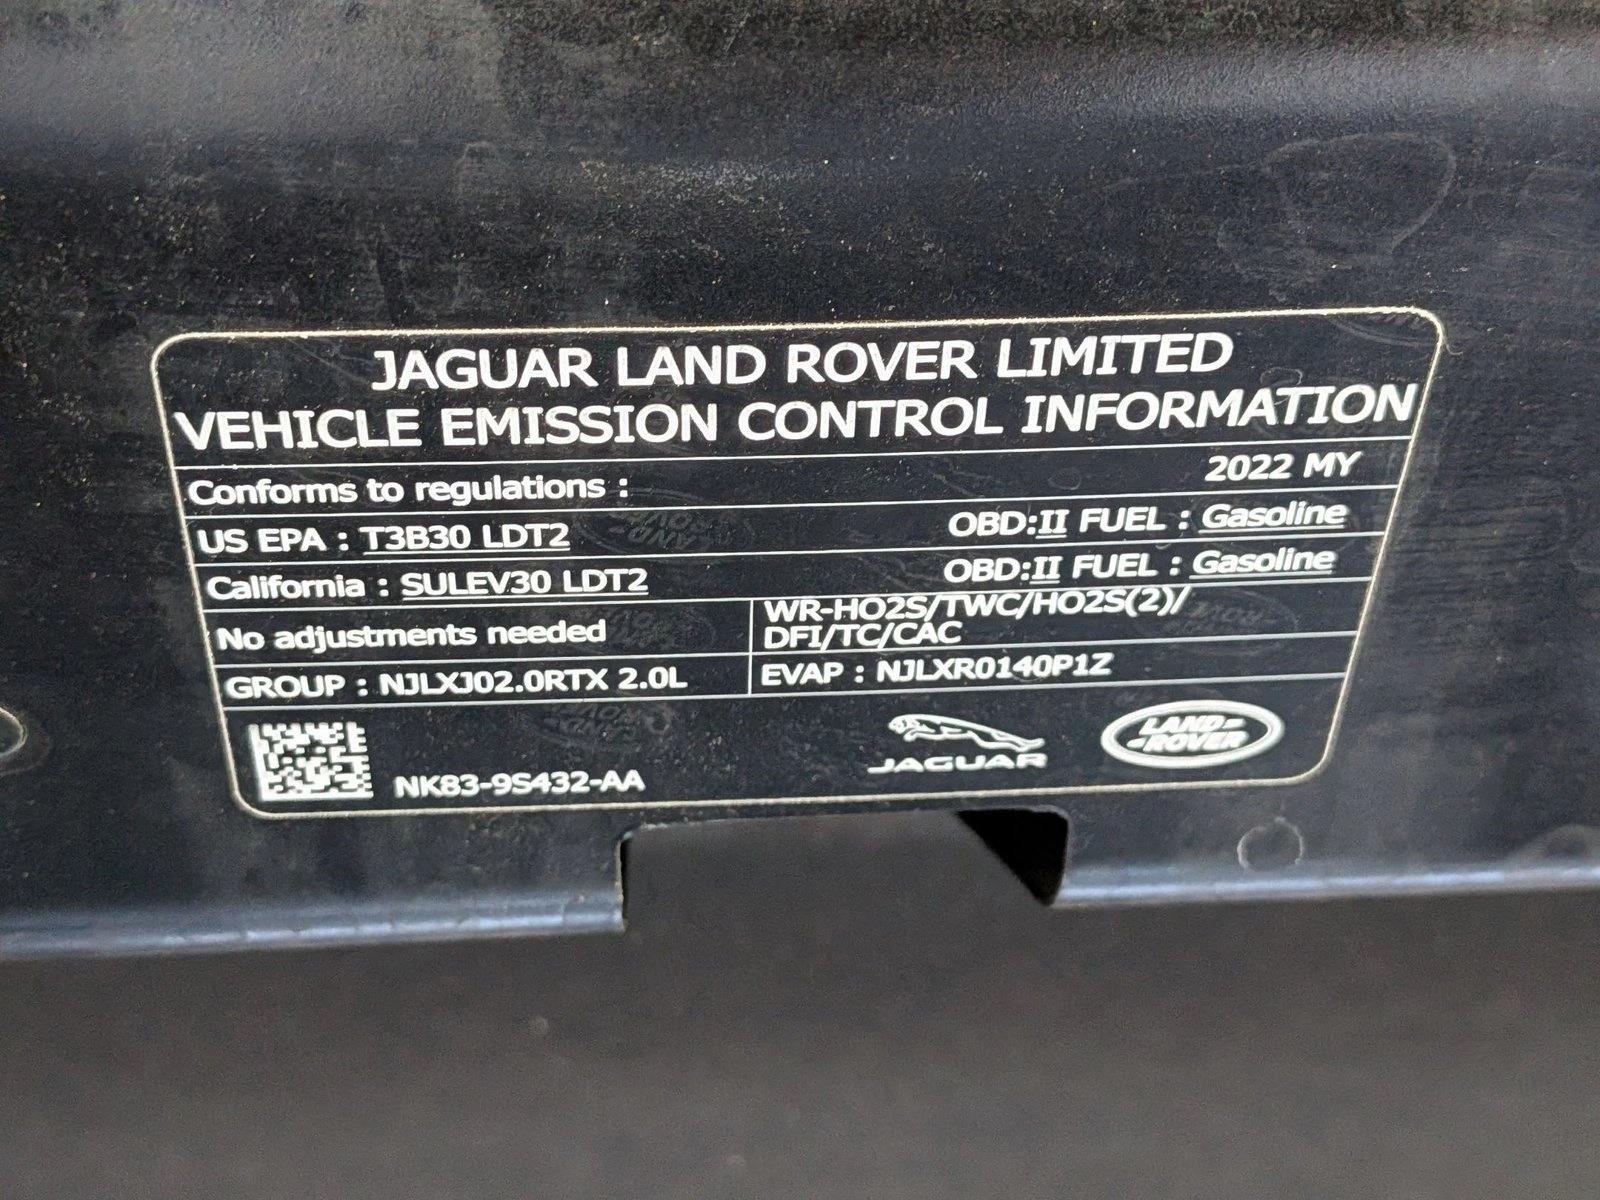 JAGUAR LAND ROVER LIMITED
VEHICLE EMISSION CONTROL INFORMATION
Conforms to regulations : 2022 MY
US EPA : T3B30 LDT2 OBD:II FUEL : Gasoline
California : SULEV30 LDT2 OBD:II FUEL : Gasoline
No adjustments needed
WR-HO2S/TWC/HO2S(2)/
DFI/TC/CAC
GROUP : NJLXJ02.0RTX 2.0L EVAP : NJLXR0140P1Z
NK83-9S432-AA
JAGUAR
LAND-
-ROVER